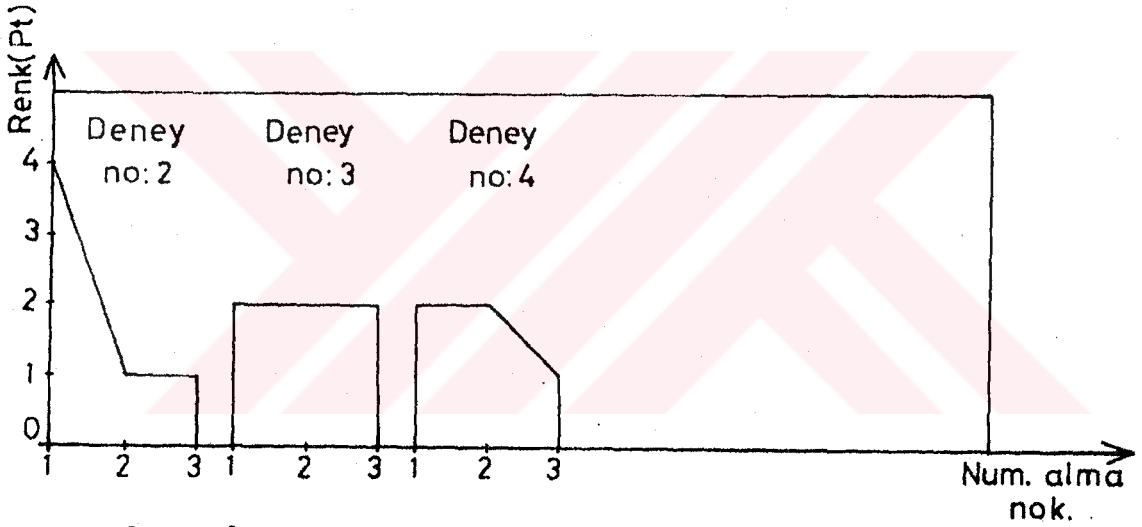 Renk(Pt)
Deney no: 2
Deney no: 3
Deney no: 4
4
3
2
1
0
1 2 3 1 2 3 1 2 3
Num. alma
nok.